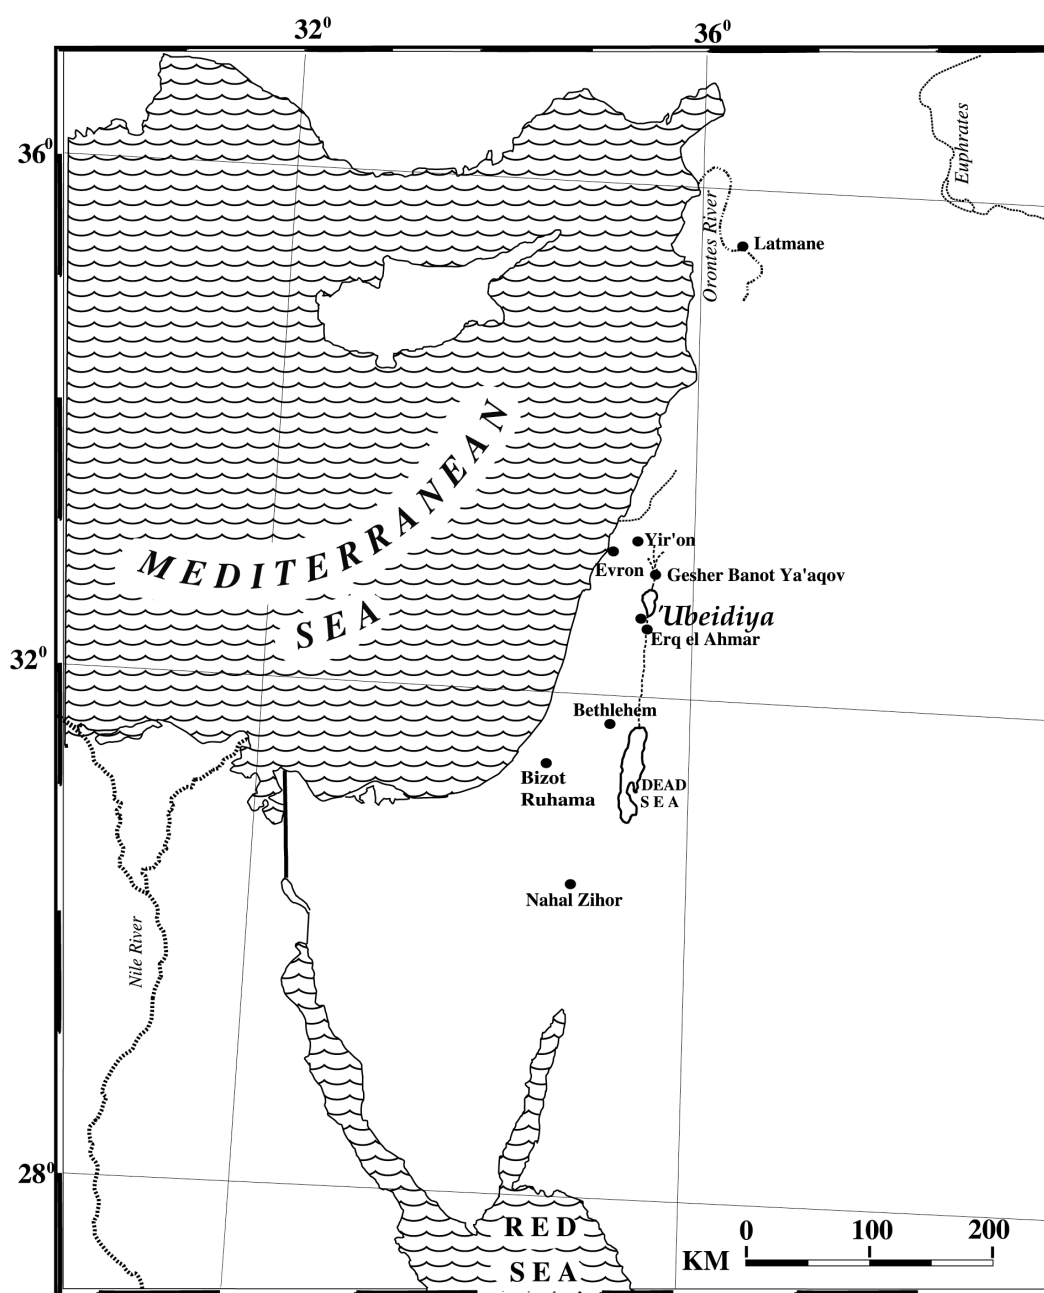 32⁰
36⁰
36⁰
Euphrates
Orontes River
Latmane
MEDITERRANEAN
SEA
Yir'on
Evron
Gesher Banot Ya'aqov
'Ubeidiya
Erq el Ahmar
32⁰
Bethlehem
Bizot
Ruhama
DEAD
SEA
Nahal Zihor
Nile River
28⁰
RED
SEA
0 100 200
KM